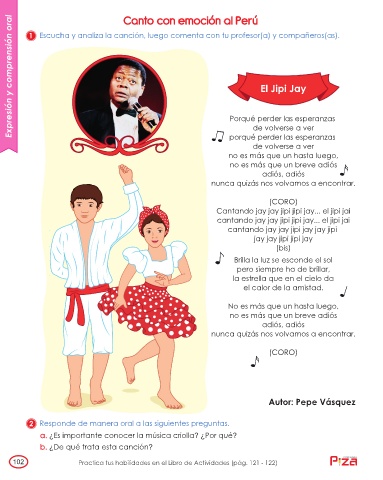 Expresión y comprensión oral
Canto con emoción al Perú
1 Escucha y analiza la canción, luego comenta con tu profesor(a) y compañeros(as).
El Jipi Jay
Porqué perder las esperanzas
de volverse a ver
porqué perder las esperanzas
de volverse a ver
no es más que un hasta luego,
no es más que un breve adiós
adiós, adiós
nunca quizás nos volvamos a encontrar.
(CORO)
Cantando jay jay jipi jipi jay... el jipi jai
cantando jay jay jipi jipi jay... el jipi jai
cantando jay jay jipi jay jay jipi
jay jay jipi jipi jay
(bis)
Brilla la luz se esconde el sol
pero siempre ha de brillar,
la estrella que en el cielo da
el calor de la amistad.
No es más que un hasta luego,
no es más que un breve adiós
adiós, adiós
nunca quizás nos volvamos a encontrar.
(CORO)
Autor: Pepe Vásquez
2 Responde de manera oral a las siguientes preguntas.
a. ¿Es importante conocer la música criolla? ¿Por qué?
b. ¿De qué trata esta canción?
102
Practica tus habilidades en el Libro de Actividades (pág. 121 - 122)